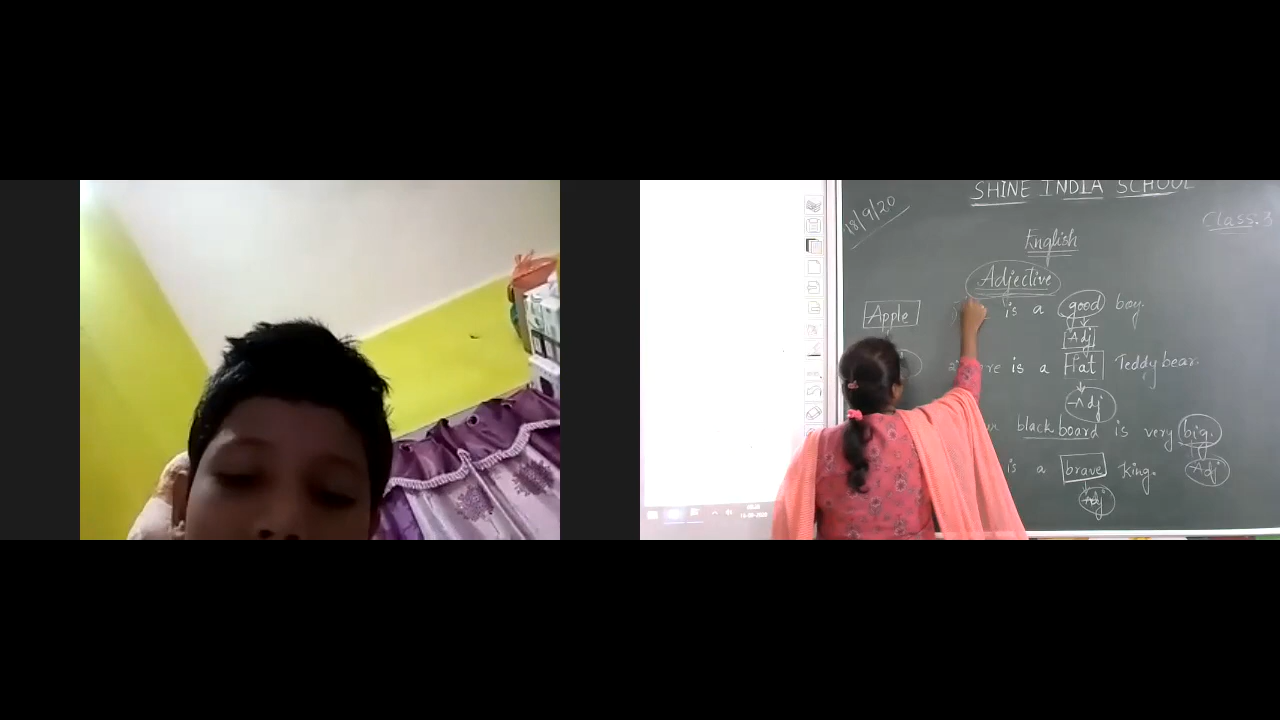 SHINE INDIA SCHOOL
18/9/20
Class: 3
English
Adjective
Apple
is a good boy.
Adj
is a Fat Teddy bear.
Adj
black board is very big.
is a brave King.
Adj
Adj